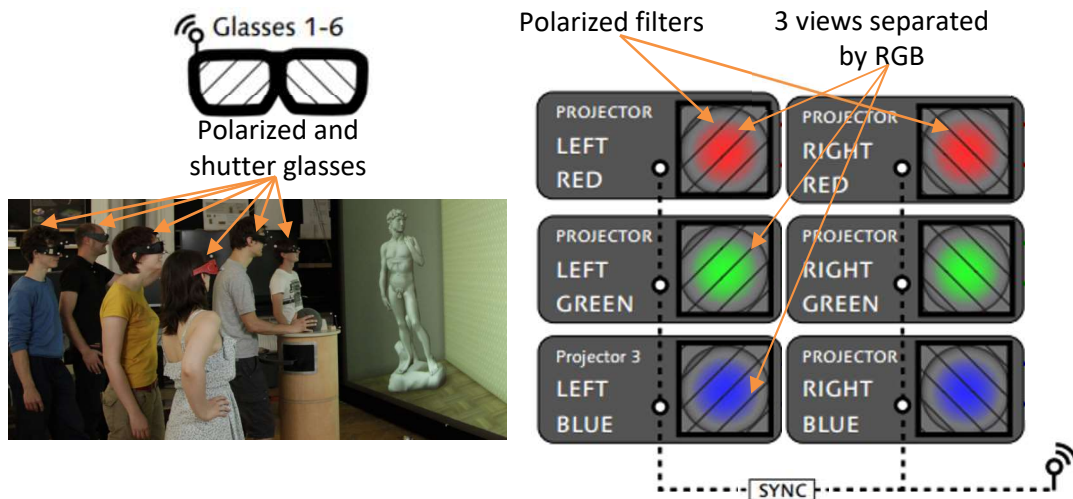 Glasses 1-6
Polarized and
shutter glasses
Polarized filters
3 views separated
by RGB
PROJECTOR
LEFT
RED
PROJECTOR
RIGHT
RED
PROJECTOR
LEFT
GREEN
PROJECTOR
RIGHT
GREEN
Projector 3
LEFT
BLUE
PROJECTOR
RIGHT
BLUE
SYNC